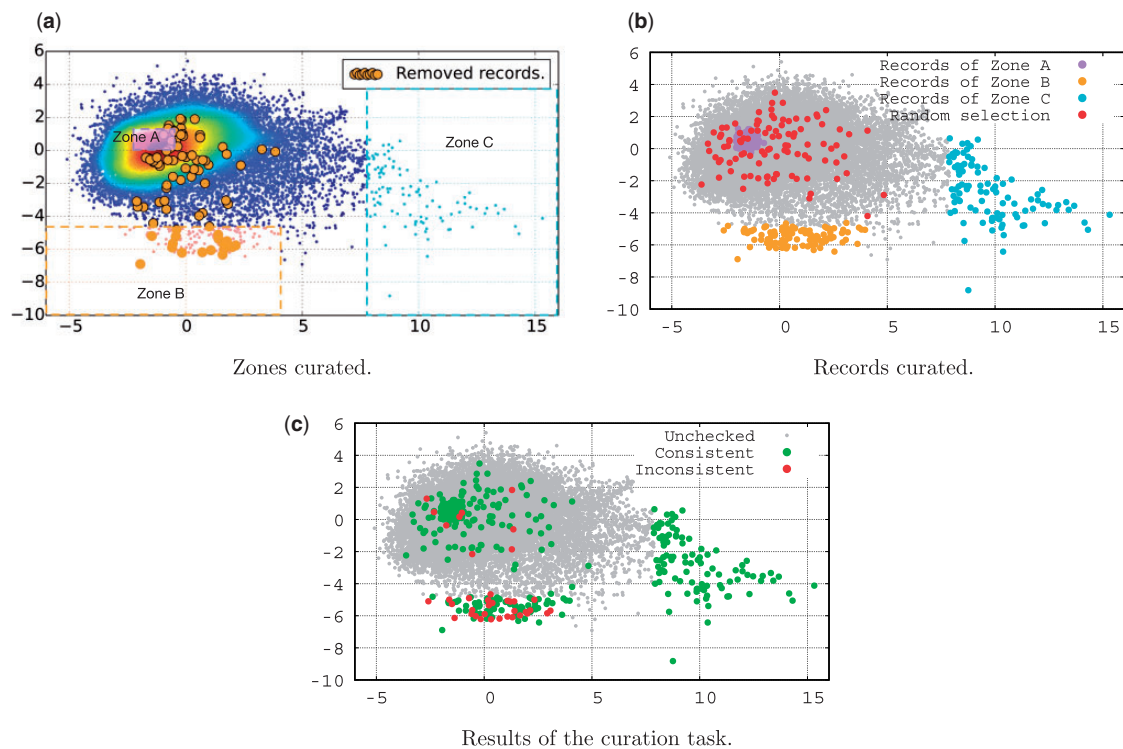 (a)
6
4
2
0
−2
−4
−6
−8
−10
−5
0
5
10
15
Removed records.
Zone A
Zone B
Zone C
Zones curated.
(b)
6
4
2
0
-2
-4
-6
-8
-10
-5
0
5
10
15
Records of Zone A
Records of Zone B
Records of Zone C
Random selection
Records curated.
(c)
6
4
2
0
-2
-4
-6
-8
-10
-5
0
5
10
15
Unchecked
Consistent
Inconsistent
Results of the curation task.